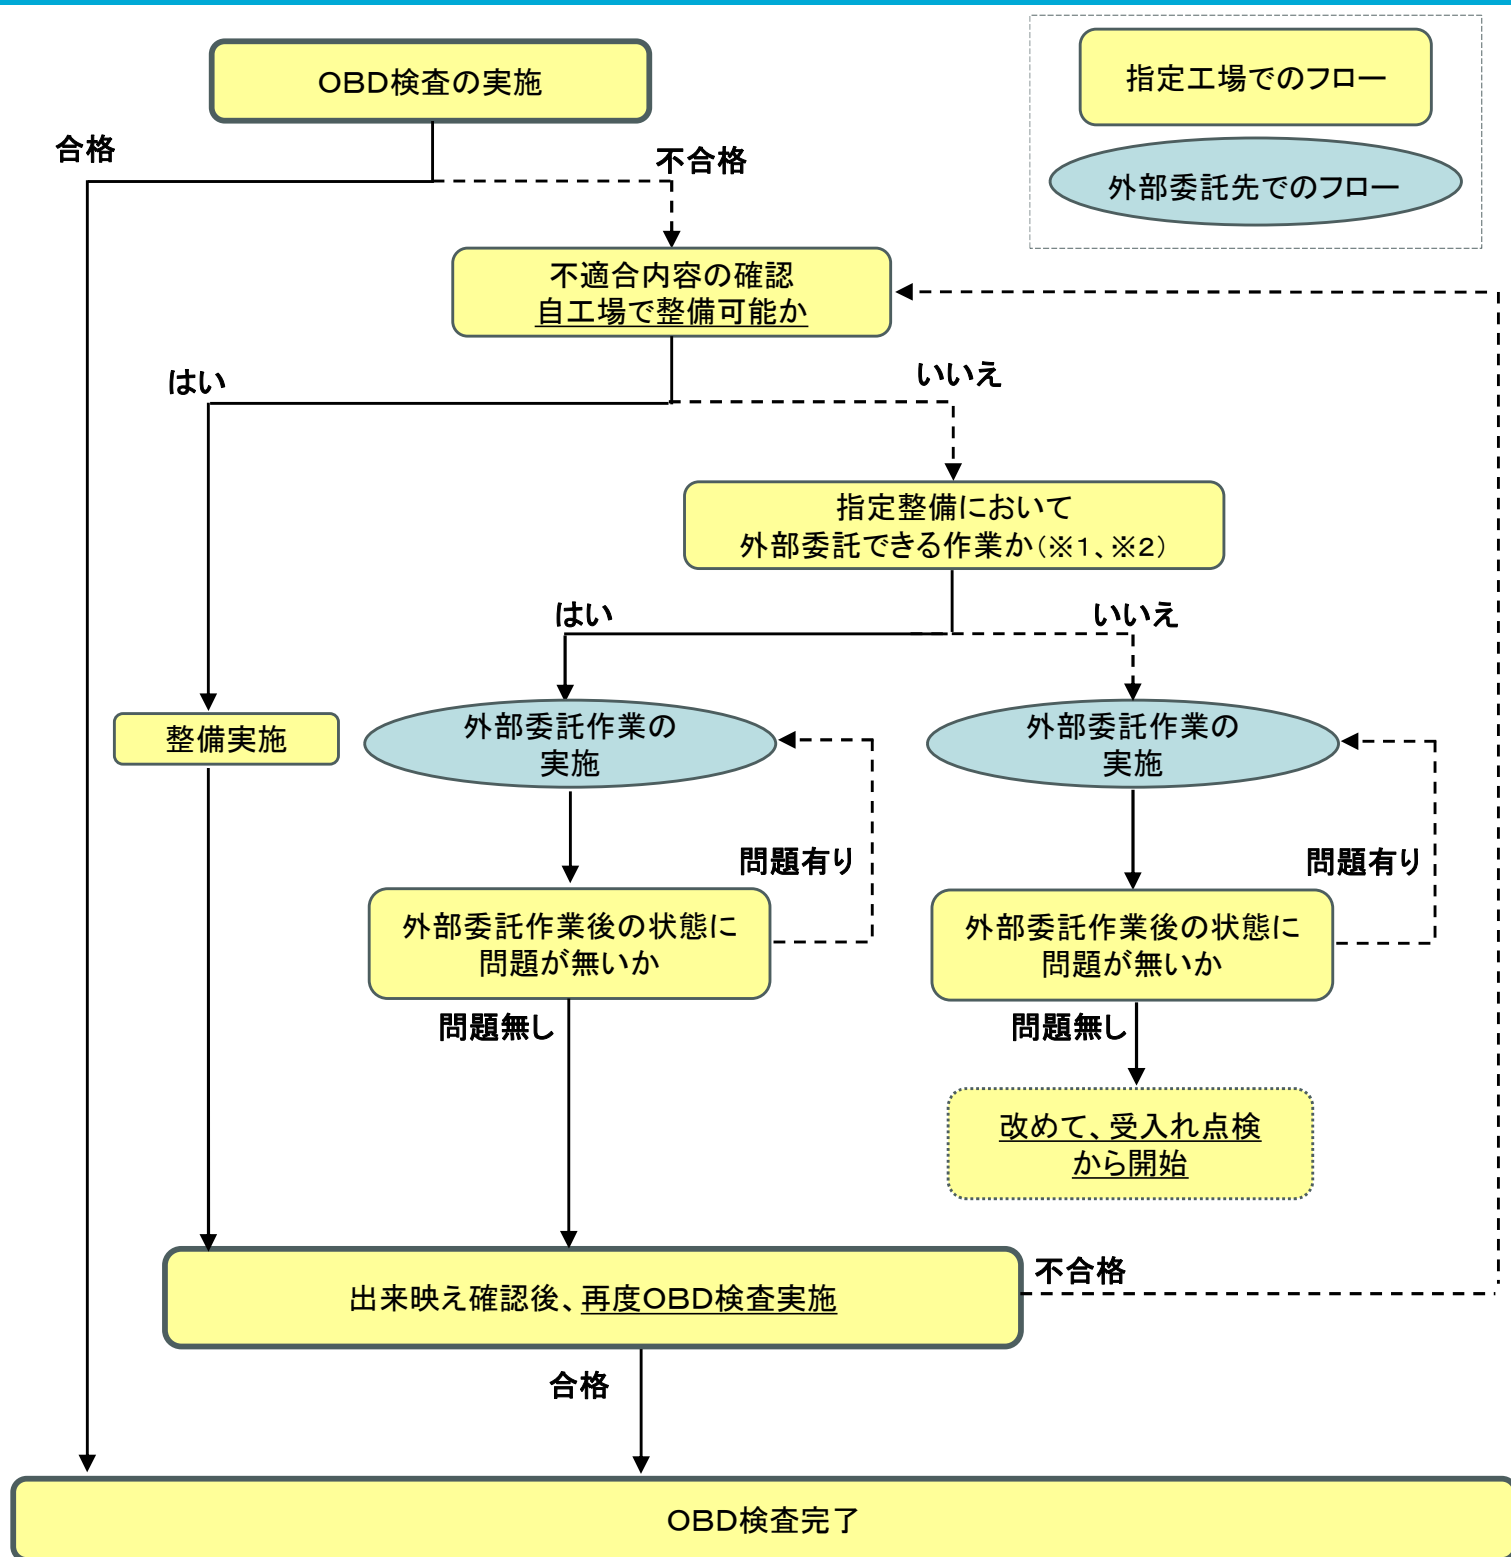 OBD検査の実施
指定工場でのフロー
外部委託先でのフロー
合格
不合格
不適合内容の確認
自工場で整備可能か
はい
いいえ
指定整備において
外部委託できる作業か(※1、※2)
はい
いいえ
整備実施
外部委託作業の
実施
外部委託作業の
実施
問題有り
問題有り
外部委託作業後の状態に
問題が無いか
外部委託作業後の状態に
問題が無いか
問題無し
問題無し
改めて、受入れ点検
から開始
出来映え確認後、再度OBD検査実施
不合格
合格
OBD検査完了